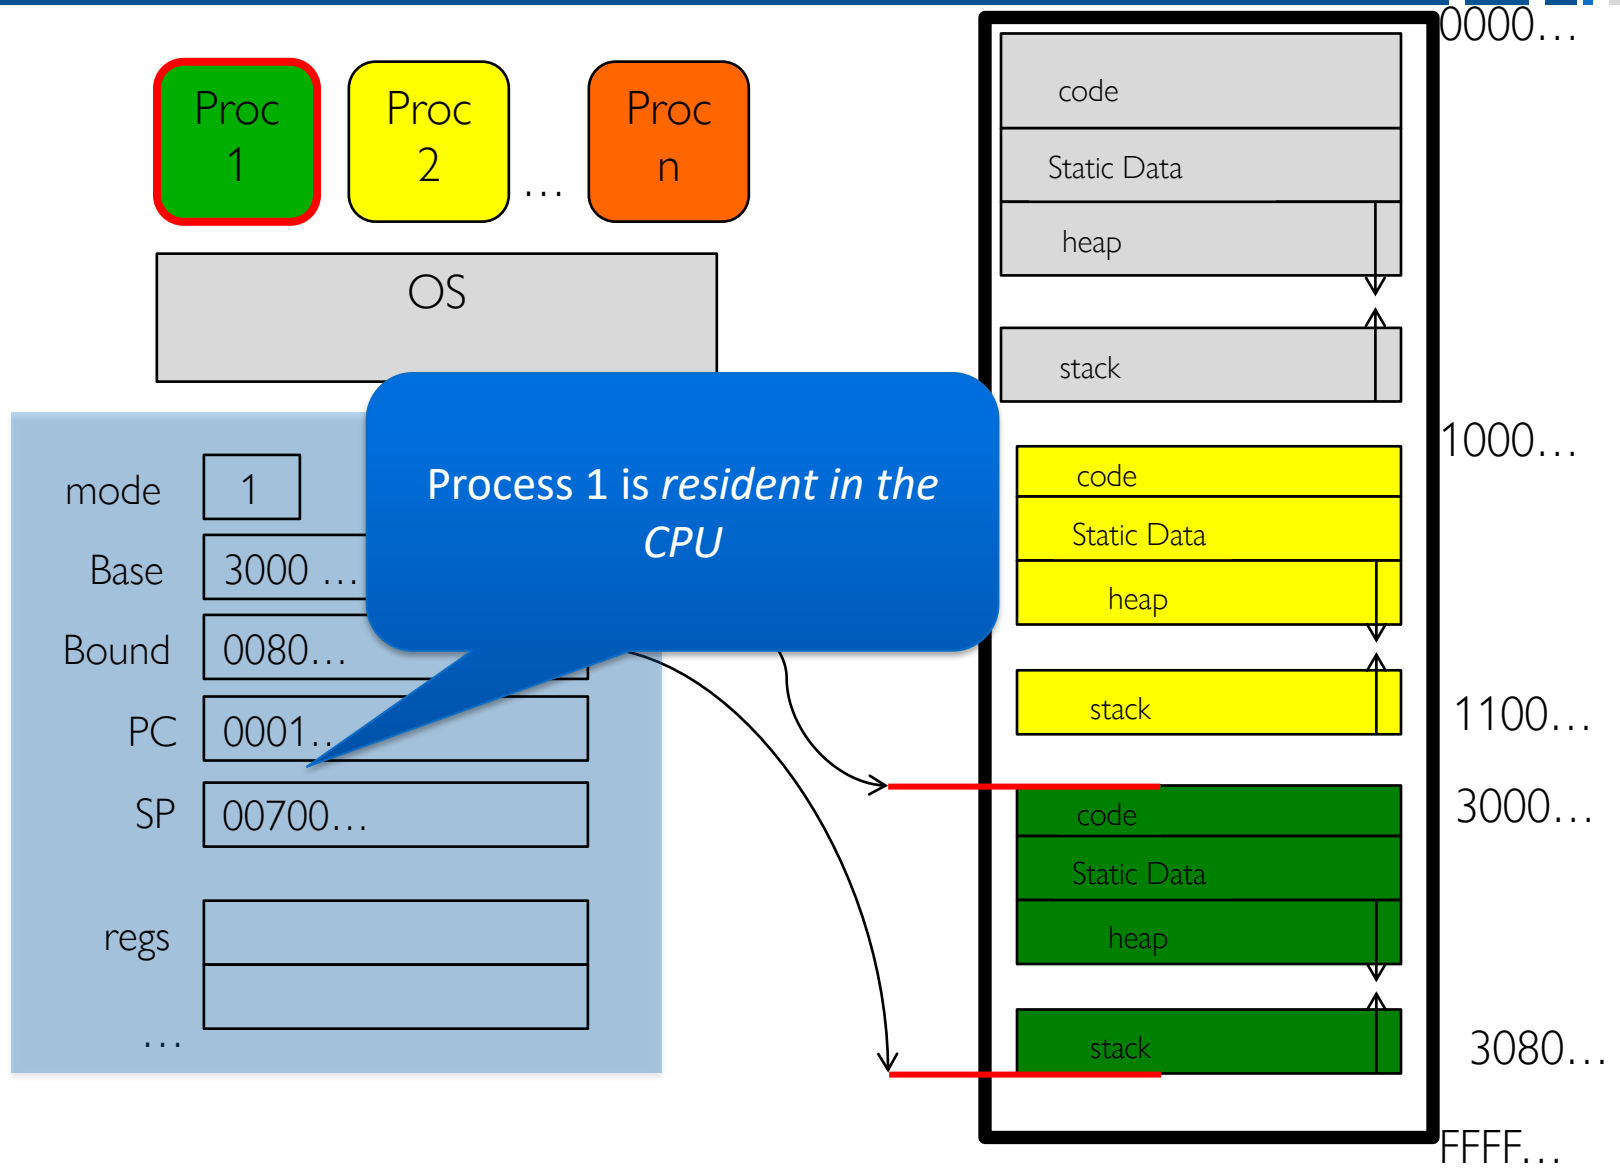 Proc
1
Proc
2
…
Proc
n
OS
Process 1 is resident in the
CPU
mode
1
Base
3000 …
Bound
0080…
PC
0001…
SP
00700…
regs
…
0000…
code
Static Data
heap
stack
1000…
code
Static Data
heap
stack
1100…
3000…
code
Static Data
heap
stack
3080…
FFFF…